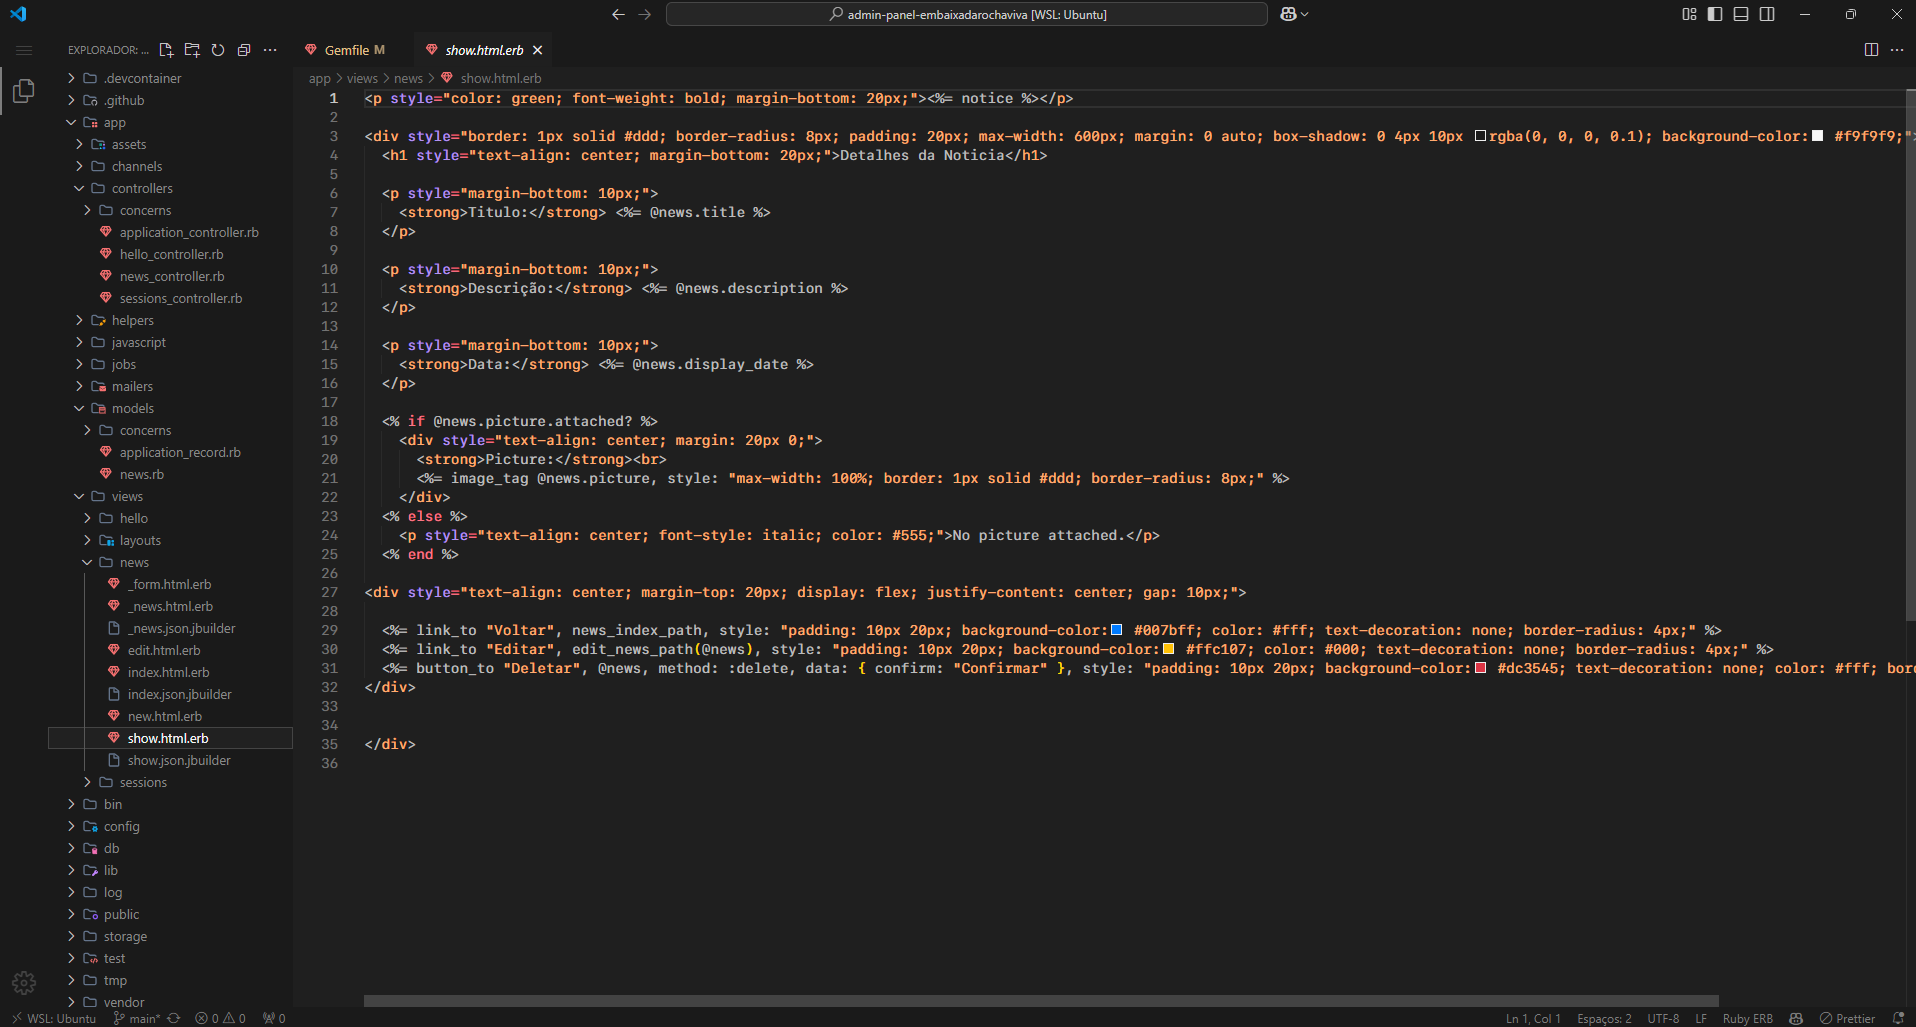 admin-panel-embaixadarochaviva [WSL: Ubuntu]
EXPLORADOR: ...
Gemfile M
show.html.erb
app > views > news > show.html.erb
.devcontainer
.github
app
assets
channels
controllers
concerns
application_controller.rb
hello_controller.rb
news_controller.rb
sessions_controller.rb
helpers
javascript
jobs
mailers
models
concerns
application_record.rb
news.rb
views
hello
layouts
news
_form.html.erb
_news.html.erb
_news.json.jbuilder
edit.html.erb
index.html.erb
index.json.jbuilder
new.html.erb
show.html.erb
show.json.jbuilder
sessions
bin
config
db
lib
log
public
storage
test
tmp
vendor
1 <p style="color: green; font-weight: bold; margin-bottom: 20px;"><%= notice %></p>
2
3 <div style="border: 1px solid #ddd; border-radius: 8px; padding: 20px; max-width: 600px; margin: 0 auto; box-shadow: 0 4px 10px rgba(0, 0, 0, 0.1); background-color: #f9f9f9;">
4 <h1 style="text-align: center; margin-bottom: 20px;">Detalhes da Noticia</h1>
5
6 <p style="margin-bottom: 10px;">
7 <strong>Titulo:</strong> <%= @news.title %>
8 </p>
9
10 <p style="margin-bottom: 10px;">
11 <strong>Descrição:</strong> <%= @news.description %>
12 </p>
13
14 <p style="margin-bottom: 10px;">
15 <strong>Data:</strong> <%= @news.display_date %>
16 </p>
17
18 <% if @news.picture.attached? %>
19 <div style="text-align: center; margin: 20px 0;">
20 <strong>Picture:</strong><br>
21 <%= image_tag @news.picture, style: "max-width: 100%; border: 1px solid #ddd; border-radius: 8px;" %>
22 </div>
23 <% else %>
24 <p style="text-align: center; font-style: italic; color: #555;">No picture attached.</p>
25 <% end %>
26
27 <div style="text-align: center; margin-top: 20px; display: flex; justify-content: center; gap: 10px;">
28
29 <%= link_to "Voltar", news_index_path, style: "padding: 10px 20px; background-color: #007bff; color: #fff; text-decoration: none; border-radius: 4px;" %>
30 <%= link_to "Editar", edit_news_path(@news), style: "padding: 10px 20px; background-color: #ffc107; color: #000; text-decoration: none; border-radius: 4px;" %>
31 <%= button_to "Deletar", @news, method: :delete, data: { confirm: "Confirmar" }, style: "padding: 10px 20px; background-color: #dc3545; text-decoration: none; color: #fff; bor
32 </div>
33
34
35 </div>
36
WSL: Ubuntu main* 0 0 0 Ln 1, Col 1 Espaços: 2 UTF-8 LF Ruby ERB Prettier